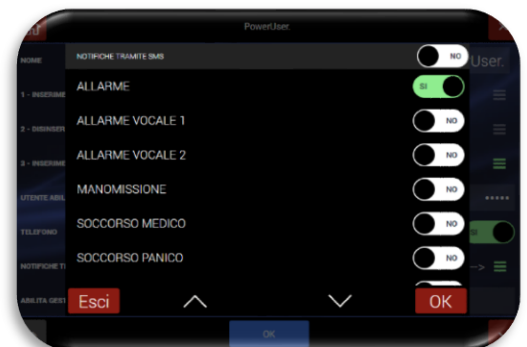 PowerUser.
NOTIFICHE TRAMITE SMS NO
NOME User.
ALLARME SI
1 - INSERIME
ALLARME VOCALE 1 NO
2 - DISINSER
ALLARME VOCALE 2 NO
3 - INSERIME
MANOMISSIONE NO
UTENTE ABIL •••••
SOCCORSO MEDICO NO
TELEFONO SI
SOCCORSO PANICO NO
NOTIFICHE T -->
ABILITA GEST
Esci OK
OK